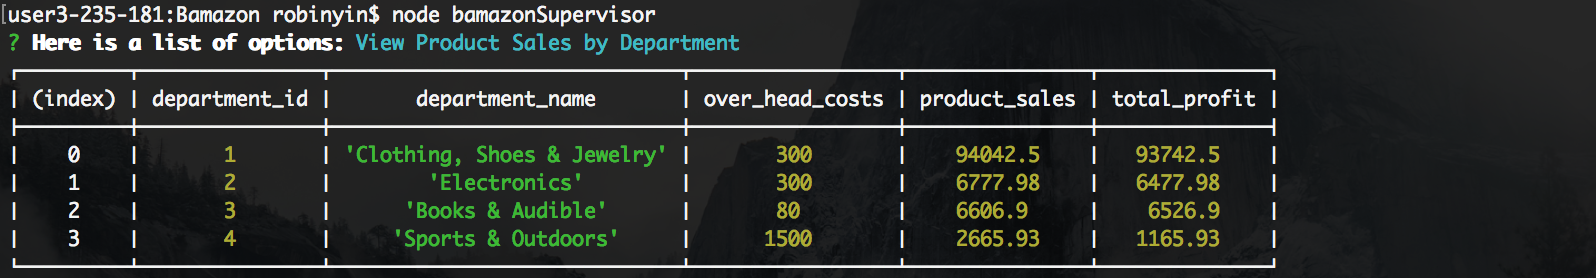 [user3-235-181:Bamazon robinyin$ node bamazonSupervisor
? Here is a list of options: View Product Sales by Department
(index) department_id department_name over_head_costs product_sales total_profit
0 1 'Clothing, Shoes & Jewelry' 300 94042.5 93742.5
1 2 'Electronics' 300 6777.98 6477.98
2 3 'Books & Audible' 80 6606.9 6526.9
3 4 'Sports & Outdoors' 1500 2665.93 1165.93